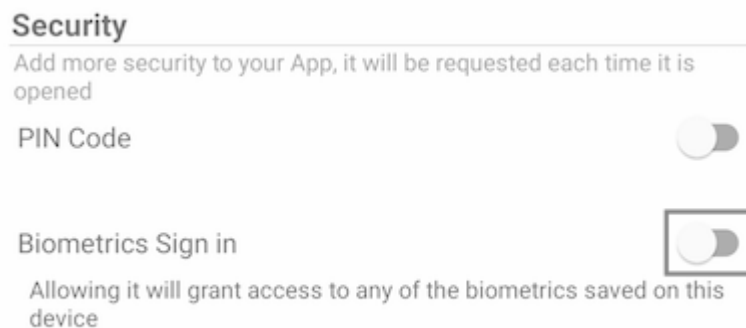 Security
Add more security to your App, it will be requested each time it is
opened
PIN Code
Biometrics Sign in
Allowing it will grant access to any of the biometrics saved on this
device